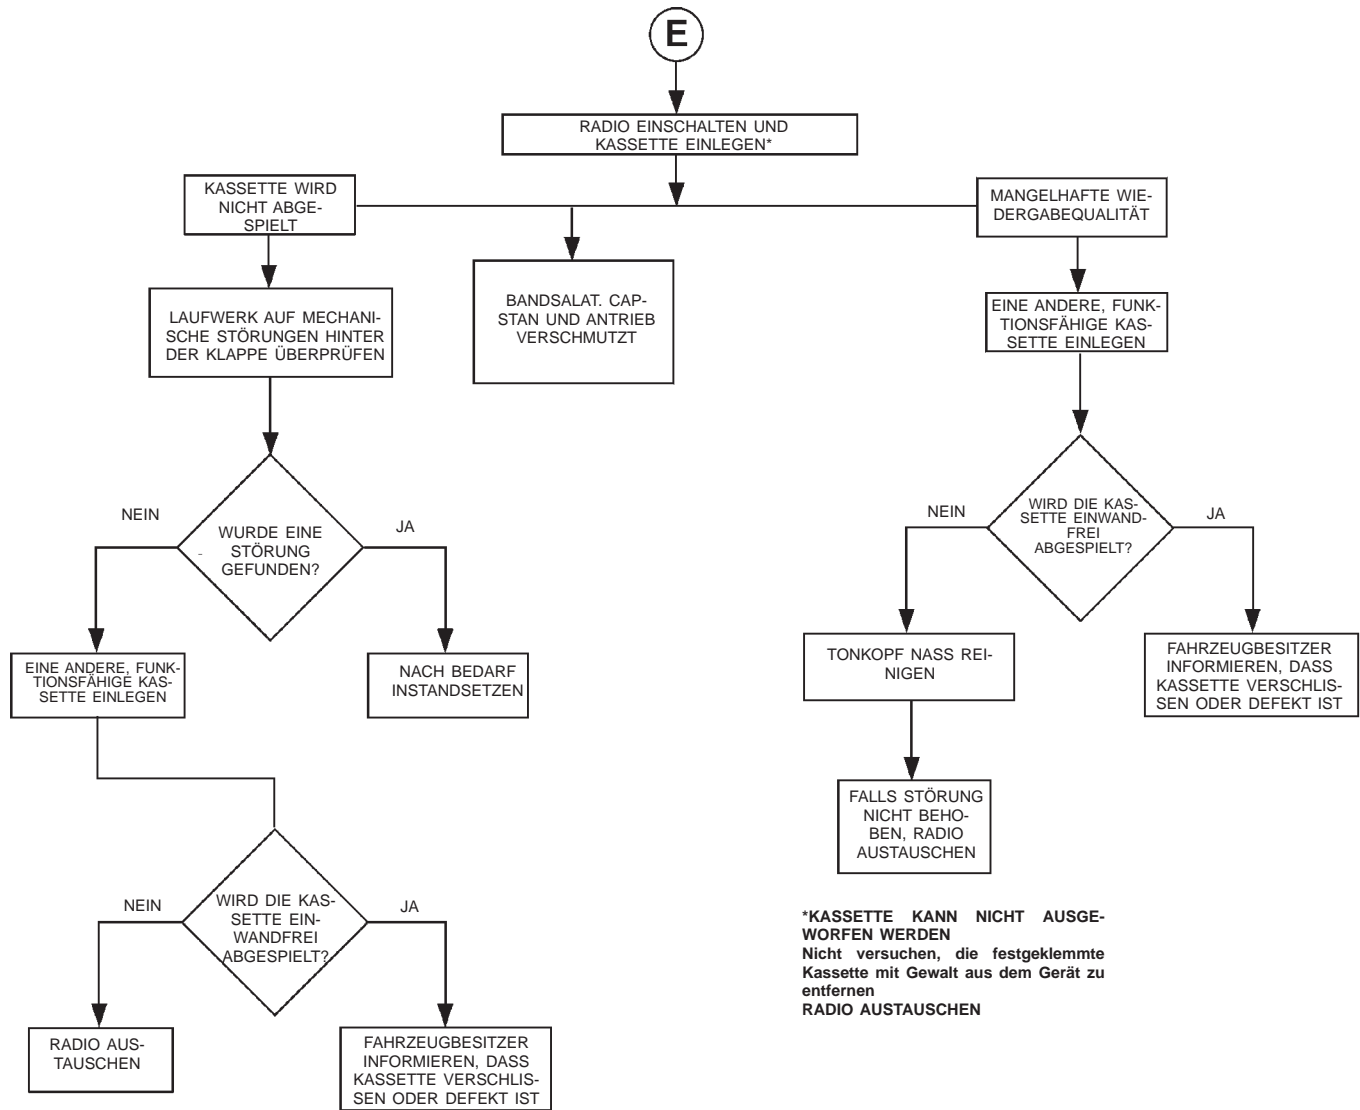 E
RADIO EINSCHALTEN UND
KASSETTE EINLEGEN*
KASSETTE WIRD
NICHT ABGE-
SPIELT
MANGELHAFTE WIE-
DERGABEQUALITÄT
LAUFWERK AUF MECHANI-
SCHE STÖRUNGEN HINTER
DER KLAPPE ÜBERPRÜFEN
BANDSALAT. CAP-
STAN UND ANTRIEB
VERSCHMUTZT
EINE ANDERE, FUNK-
TIONSFÄHIGE KAS-
SETTE EINLEGEN
NEIN
WURDE EINE
STÖRUNG
GEFUNDEN?
JA
NEIN
WIRD DIE KAS-
SETTE EINWAND-
FREI
ABGESPIELT?
JA
EINE ANDERE, FUNK-
TIONSFÄHIGE KAS-
SETTE EINLEGEN
NACH BEDARF
INSTANDSETZEN
TONKOPF NASS REI-
NIGEN
FAHRZEUGBESITZER
INFORMIEREN, DASS
KASSETTE VERSCHLIS-
SEN ODER DEFEKT IST
FALLS STÖRUNG
NICHT BEHO-
BEN, RADIO
AUSTAUSCHEN
NEIN
WIRD DIE KAS-
SETTE EIN-
WANDFREI
ABGESPIELT?
JA
*KASSETTE KANN NICHT AUSGE-
WORFEN WERDEN
Nicht versuchen, die festgeklemmte
Kassette mit Gewalt aus dem Gerät zu
entfernen
RADIO AUSTAUSCHEN
RADIO AUS-
TAUSCHEN
FAHRZEUGBESITZER
INFORMIEREN, DASS
KASSETTE VERSCHLIS-
SEN ODER DEFEKT IST